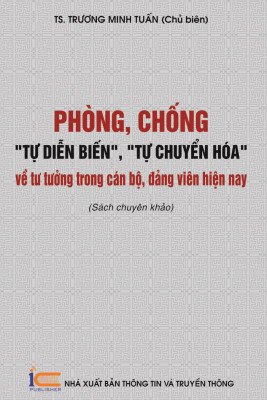 TS. TRƯƠNG MINH TUẤN (Chủ biên)
PHÒNG, CHỐNG
"TỰ DIỄN BIẾN", "TỰ CHUYỂN HÓA"
về tư tưởng trong cán bộ, đảng viên hiện nay
(Sách chuyên khảo)
ic
PUBLISHER
NHÀ XUẤT BẢN THÔNG TIN VÀ TRUYỀN THÔNG